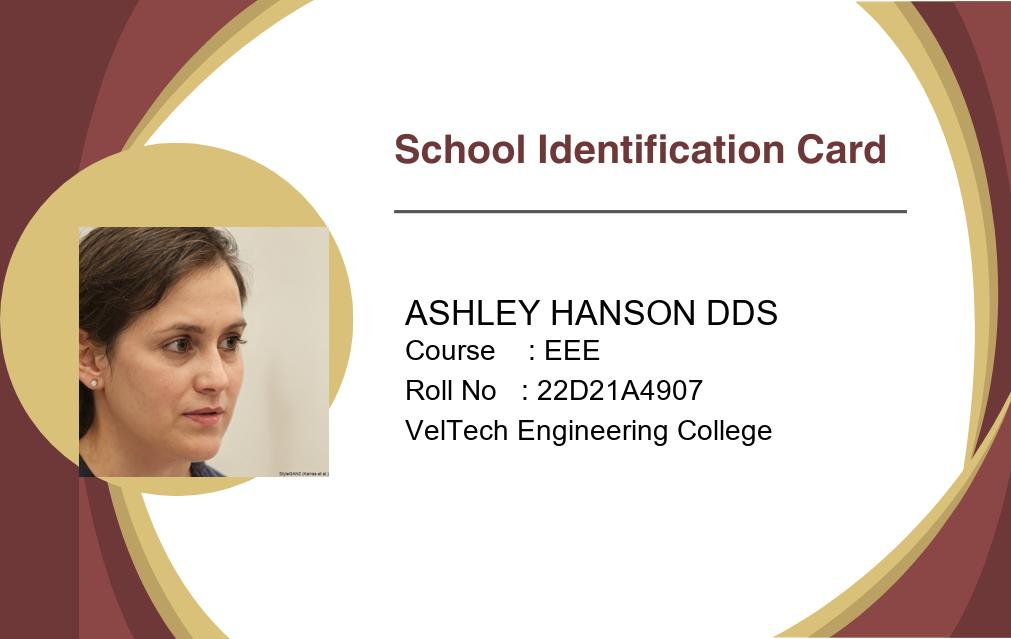 School Identification Card
ASHLEY HANSON DDS
Course : EEE
Roll No : 22D21A4907
VelTech Engineering College
StyleGAN2 (Karras et al.)